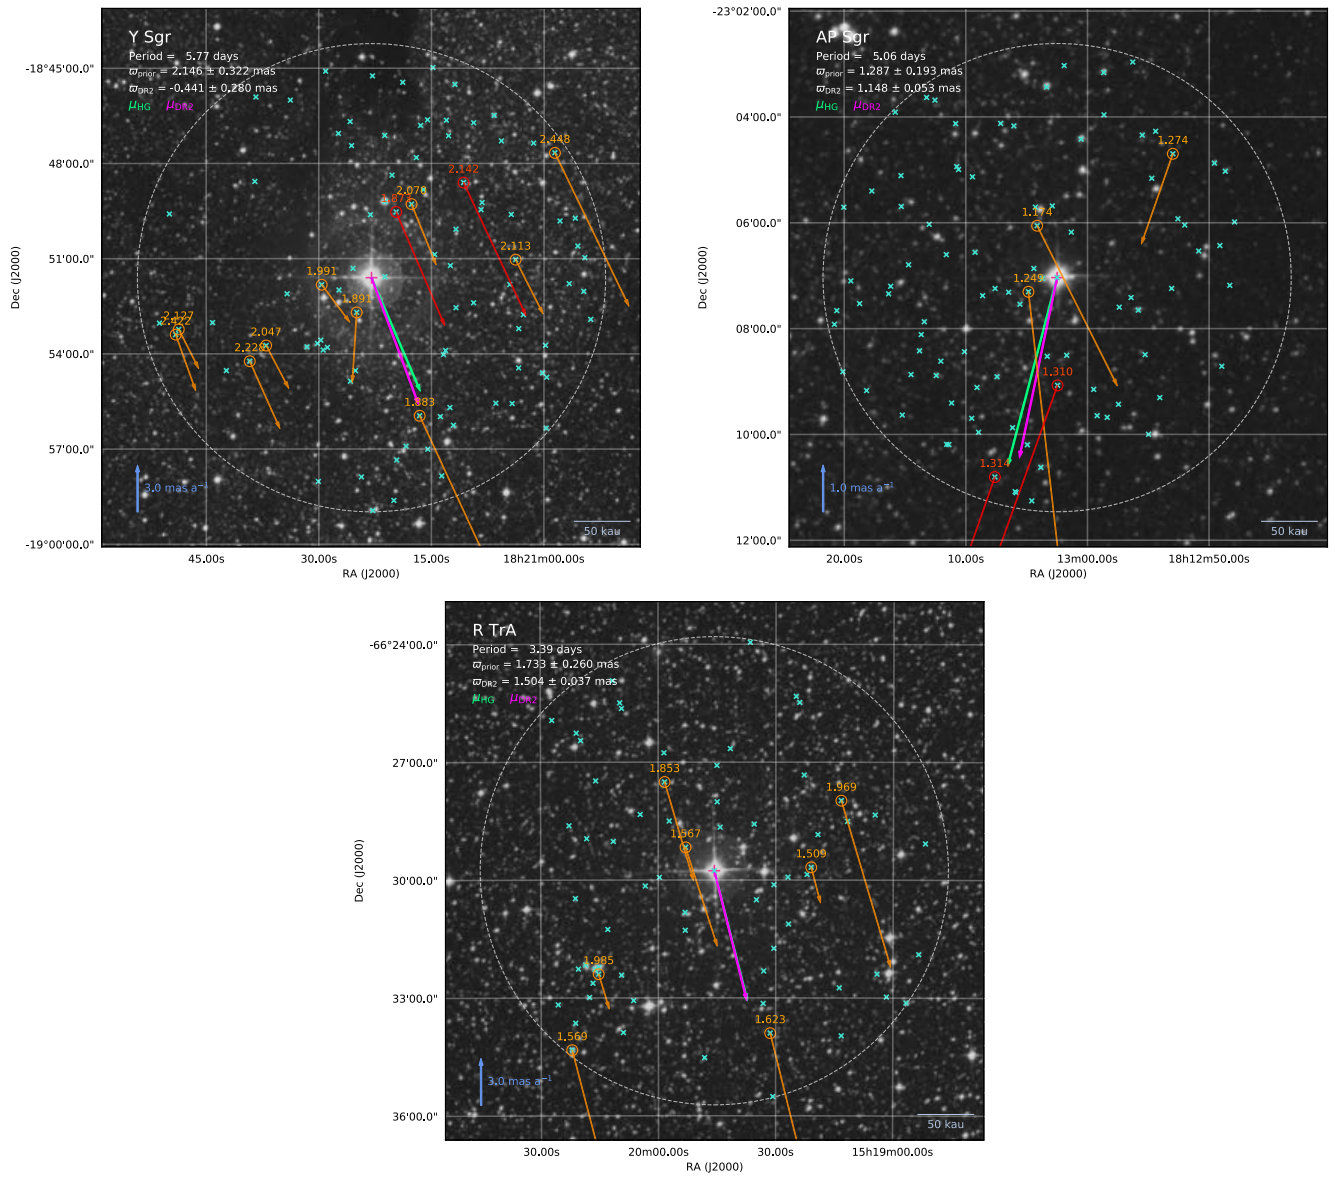 Y Sgr
Period = 5.77 days
ϖprior = 2.146 ± 0.322 mas
ϖDR2 = -0.441 ± 0.280 mas
μHG μDR2
-18°45'00.0"
48'00.0"
51'00.0"
54'00.0"
57'00.0"
-19°00'00.0"
Dec (J2000)
2.448
2.142
2.078
2.113
1.991
1.891
2.127
2.047
1.883
3.0 mas a⁻¹
50 kau
45.00s
30.00s
15.00s
18h21m00.00s
RA (J2000)
AP Sgr
Period = 5.06 days
ϖprior = 1.287 ± 0.193 mas
ϖDR2 = 1.148 ± 0.053 mas
μHG μDR2
-23°02'00.0"
04'00.0"
06'00.0"
08'00.0"
10'00.0"
12'00.0"
Dec (J2000)
1.274
1.174
1.249
1.310
1.314
1.0 mas a⁻¹
50 kau
20.00s
10.00s
13m00.00s
18h12m50.00s
RA (J2000)
R TrA
Period = 3.39 days
ϖprior = 1.733 ± 0.260 mas
ϖDR2 = 1.504 ± 0.037 mas
μHG μDR2
-66°24'00.0"
27'00.0"
30'00.0"
33'00.0"
36'00.0"
Dec (J2000)
1.853
1.969
1.567
1.509
1.985
1.623
1.569
3.0 mas a⁻¹
50 kau
30.00s
20m00.00s
30.00s
15h19m00.00s
RA (J2000)